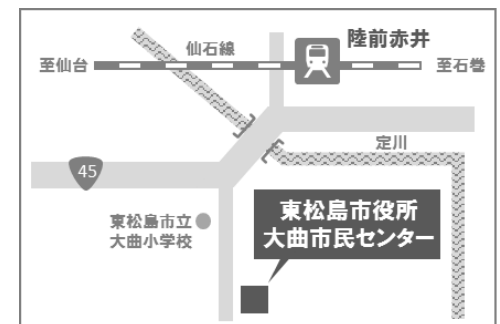 陸前赤井
仙石線
至仙台
至石巻
定川
45
東松島市立
大曲小学校
東松島市役所
大曲市民センター